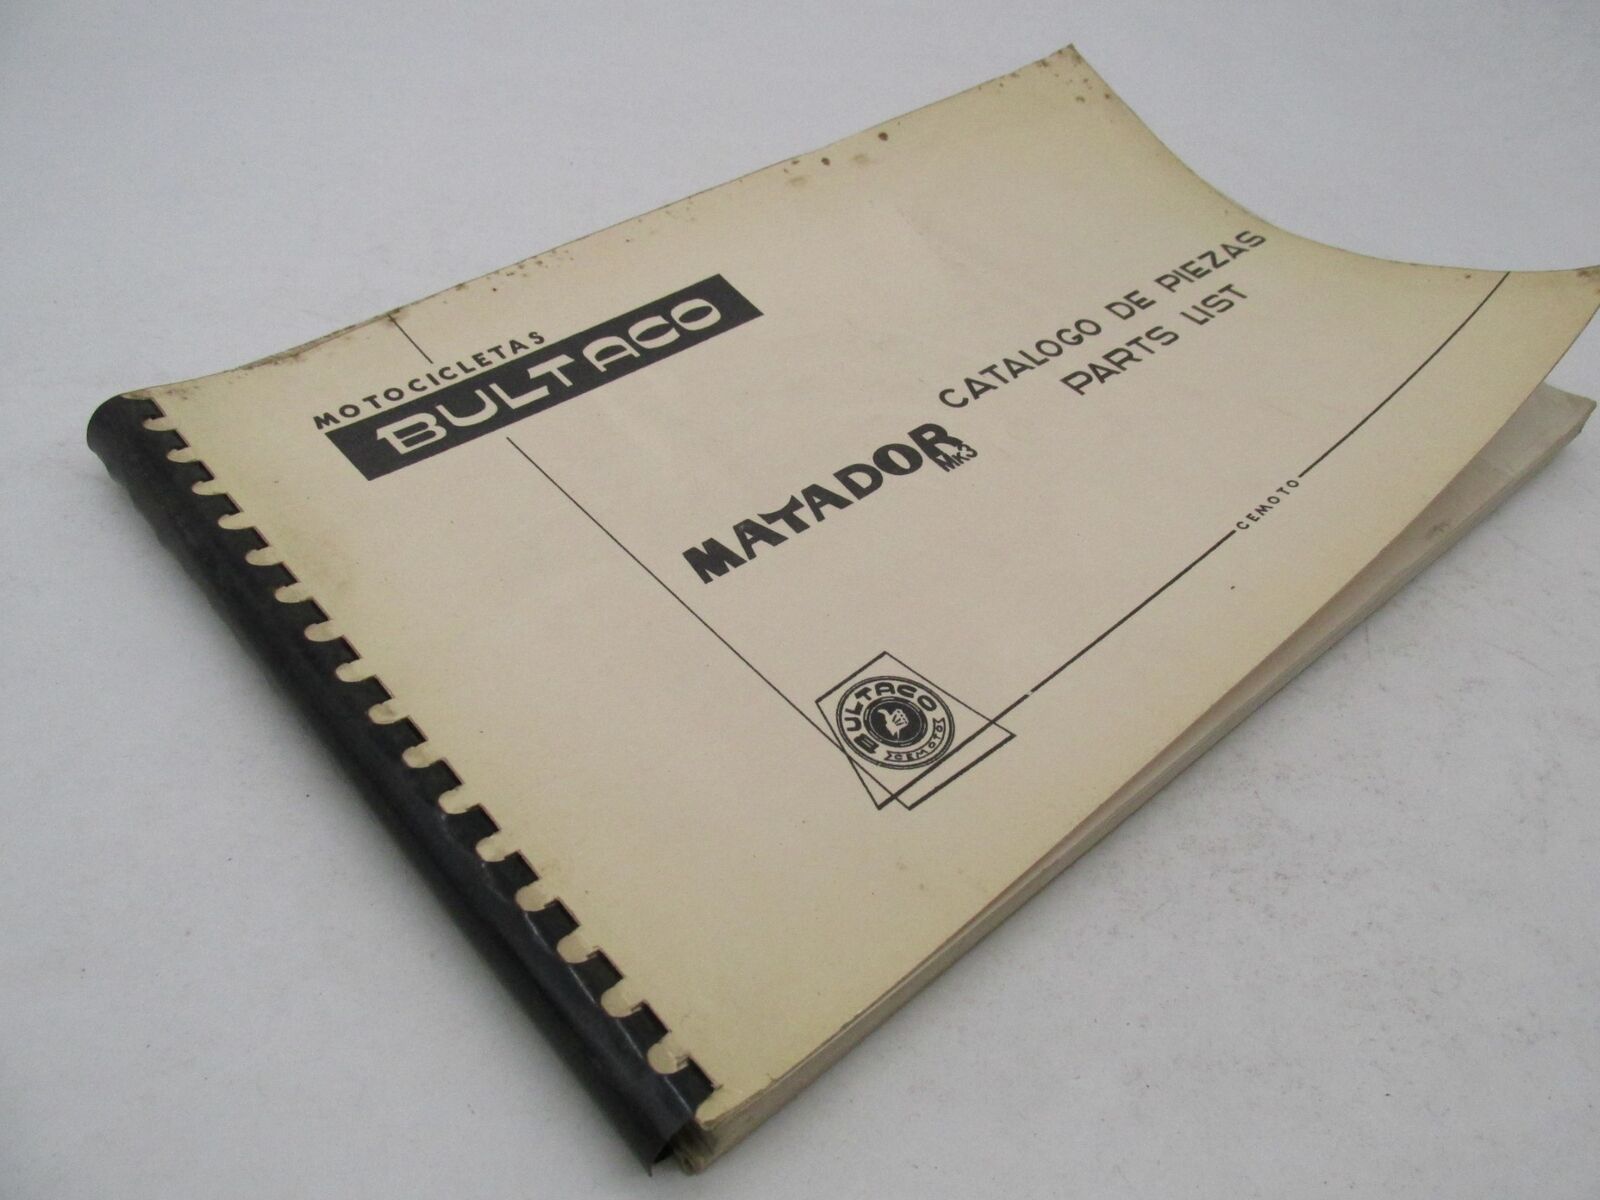 MOTOCICLETAS
BULTACO
MATADOR MK3
CATALOGO DE PIEZAS
PARTS LIST
CEMOTO
BULTACO
CEMOTO